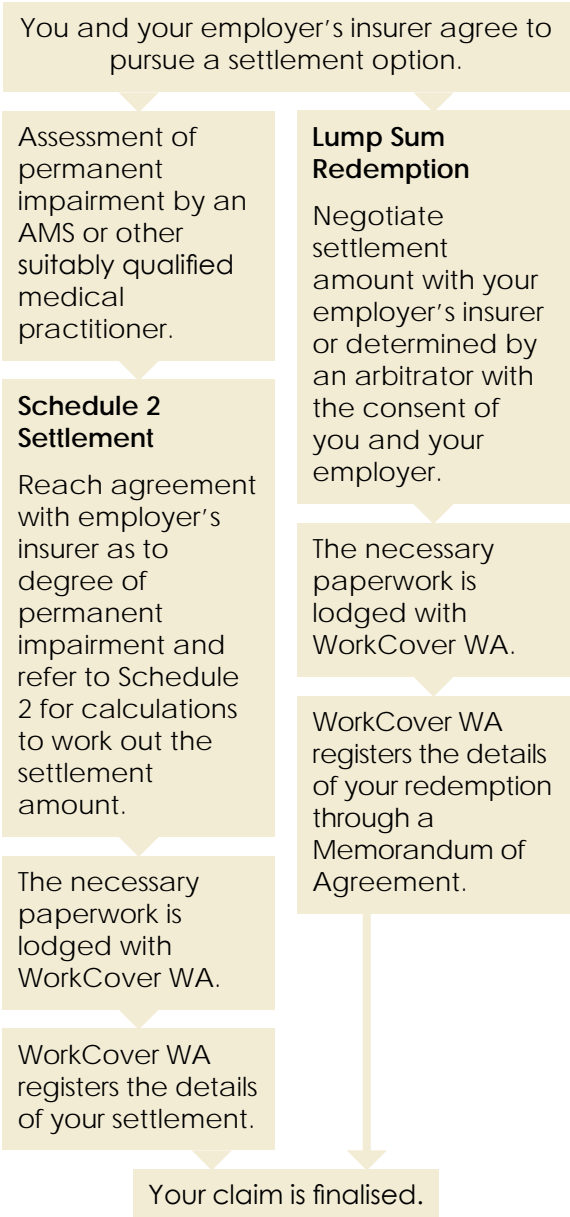 You and your employer's insurer agree to
pursue a settlement option.
Assessment of
permanent
impairment by an
AMS or other
suitably qualified
medical
practitioner.
Schedule 2
Settlement
Reach agreement
with employer's
insurer as to
degree of
permanent
impairment and
refer to Schedule
2 for calculations
to work out the
settlement
amount.
The necessary
paperwork is
lodged with
WorkCover WA.
WorkCover WA
registers the details
of your settlement.
Lump Sum
Redemption
Negotiate
settlement
amount with your
employer's insurer
or determined by
an arbitrator with
the consent of
you and your
employer.
The necessary
paperwork is
lodged with
WorkCover WA.
WorkCover WA
registers the details
of your redemption
through a
Memorandum of
Agreement.
Your claim is finalised.